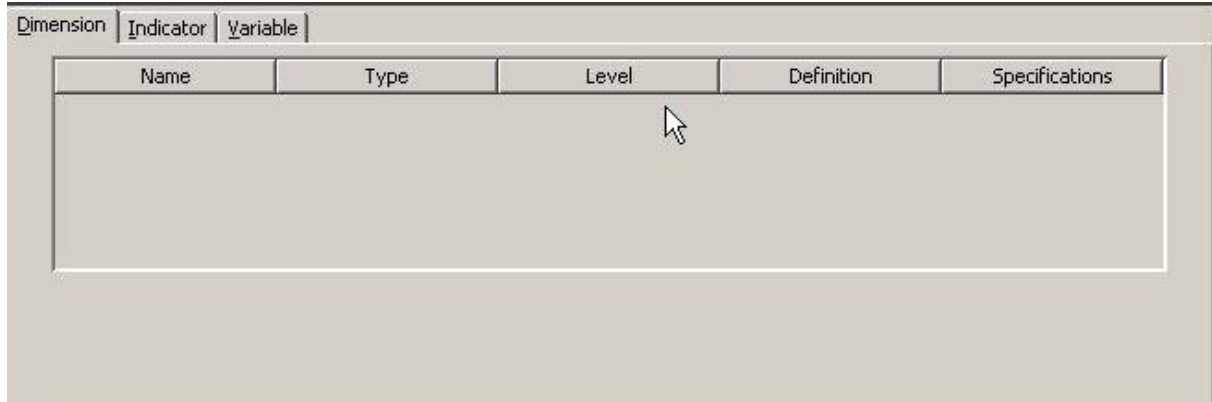 Dimension Indicator Variable
Name Type Level Definition Specifications